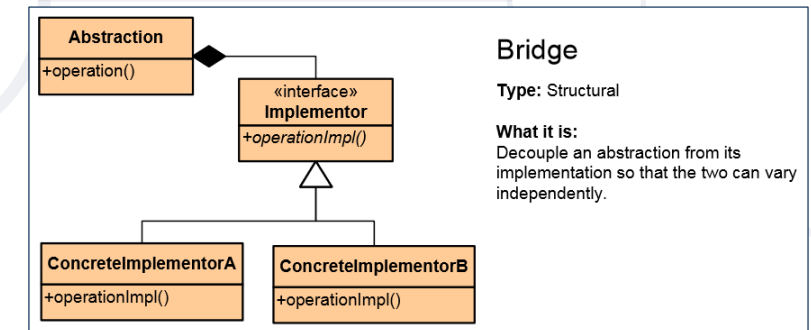 Abstraction
+operation()
«interface»
Implementor
+operationImpl()
ConcreteImplementorA
+operationImpl()
ConcreteImplementorB
+operationImpl()
Bridge
Type: Structural
What it is:
Decouple an abstraction from its
implementation so that the two can vary
independently.